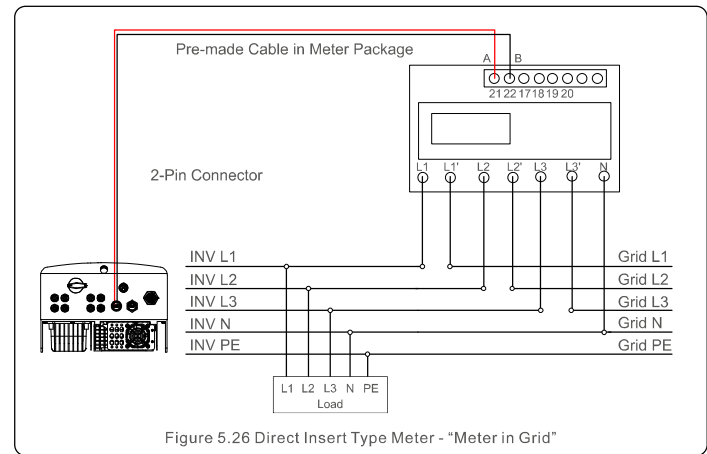 Pre-made Cable in Meter Package
A B
21 22 17 18 19 20
L1 L1' L2 L2' L3 L3' N
2-Pin Connector
INV L1 Grid L1
INV L2 Grid L2
INV L3 Grid L3
INV N Grid N
INV PE Grid PE
L1 L2 L3 N PE
Load
Figure 5.26 Direct Insert Type Meter - “Meter in Grid”